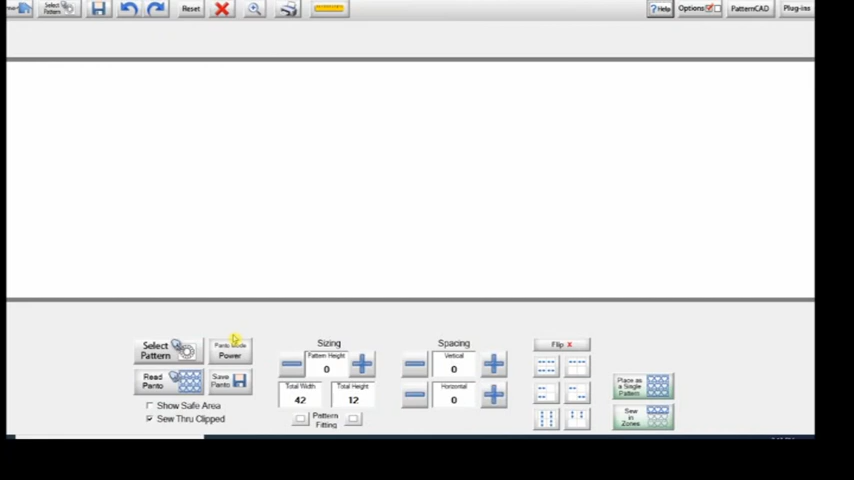 Select
Pattern
Reset
?Help
Options
PatternCAD
Plug-ins
Select
Pattern
Panto Mode
Power
Read
Panto
Save
Panto
Show Safe Area
Sew Thru Clipped
Sizing
Pattern Height
0
Total Width
42
Total Height
12
Pattern
Fitting
Spacing
Vertical
0
Horizontal
0
Flip X
Place as
a Single
Pattern
Sew
in
Zones